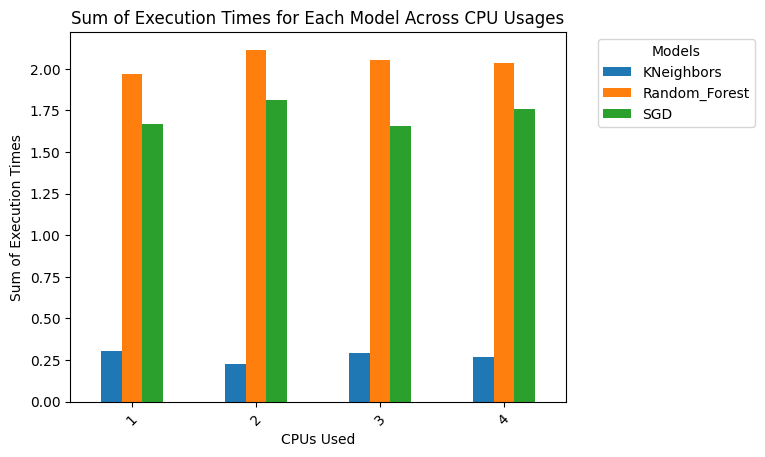 Sum of Execution Times for Each Model Across CPU Usages
Models
KNeighbors
Random_Forest
SGD
Sum of Execution Times
2.00
1.75
1.50
1.25
1.00
0.75
0.50
0.25
0.00
1
2
3
4
CPUs Used